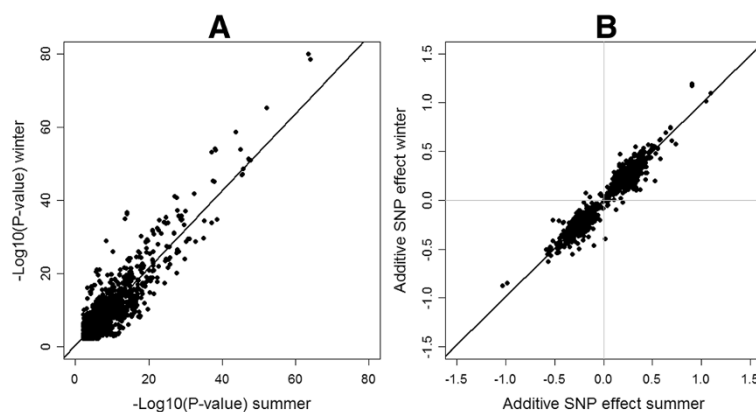 A
B
80
60
40
20
0
-Log10(P-value) winter
0 20 40 60 80
-Log10(P-value) summer
1.5
1.0
0.5
0.0
-0.5
-1.0
-1.5
Additive SNP effect winter
-1.5 -1.0 -0.5 0.0 0.5 1.0 1.5
Additive SNP effect summer